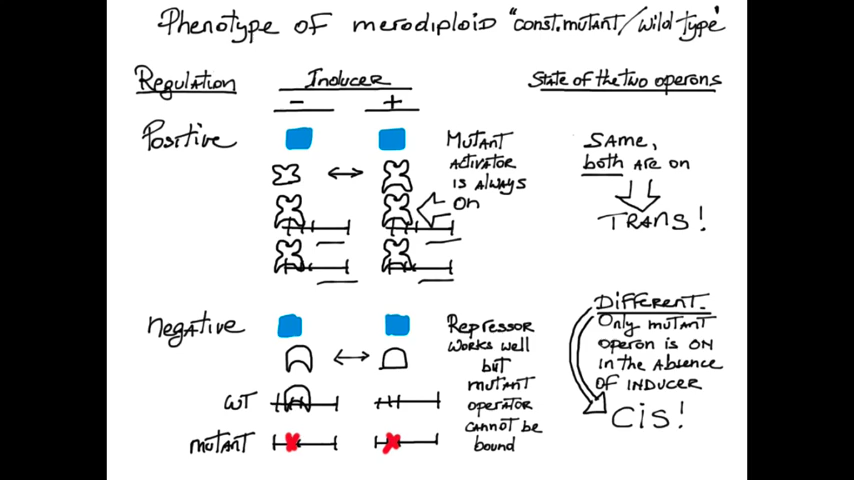 Phenotype of merodiploid "const.mutant/wild type"
Regulation
Inducer
State of the two operons
- +
Positive
Mutant
activator
is always
on
Same,
both are on
Trans!
Negative
Repressor
works well
but
mutant
operator
cannot be
bound
WT
mutant
Different.
Only mutant
operon is on
in the absence
of inducer
Cis!